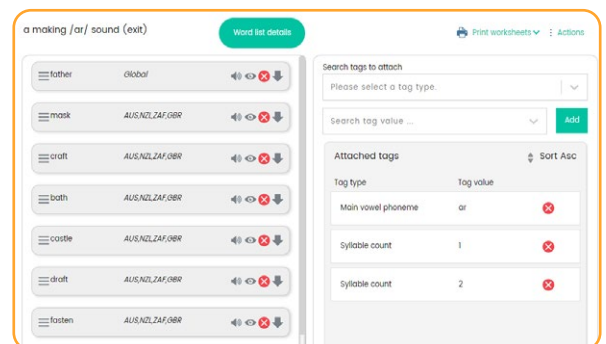 a making /ar/ sound (exit)
Word list details
Print worksheets
Actions
father Global
mask AUS,NZL,ZAF,GBR
craft AUS,NZL,ZAF,GBR
bath AUS,NZL,ZAF,GBR
castle AUS,NZL,ZAF,GBR
draft AUS,NZL,ZAF,GBR
fasten AUS,NZL,ZAF,GBR
Search tags to attach
Please select a tag type.
Search tag value ...
Add
Attached tags Sort Asc
Tag type Tag value
Main vowel phoneme ar
Syllable count 1
Syllable count 2